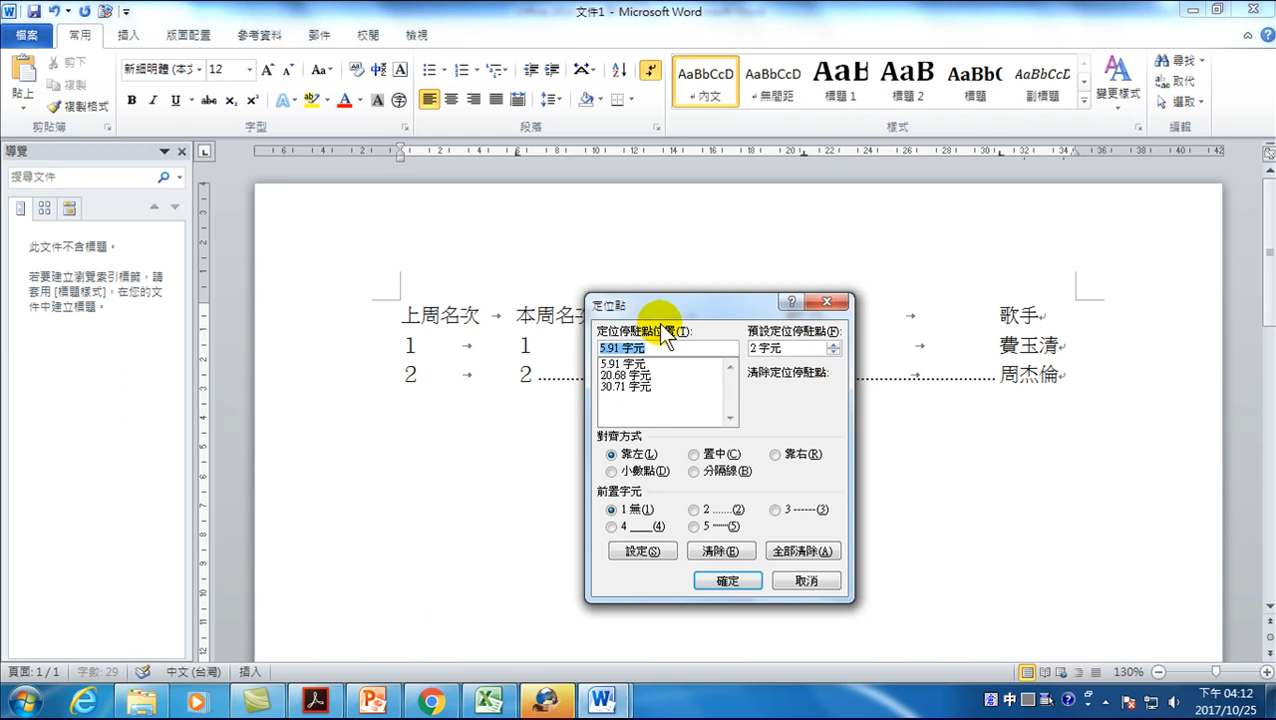 文件1 - Microsoft Word
檔案 常用 插入 版面配置 參考資料 郵件 校閱 檢視
貼上 剪下 複製 複製格式
新細明體 (本文 12
AaBbCcD AaBbCcD AaBb AaB AaBb( AaBbCcD
內文 無間距 標題 1 標題 2 標題 副標題
變更樣式
尋找 取代 選取
剪貼簿 字型 段落 樣式 編輯
導覽
搜尋文件
此文件不含標題。
若要建立瀏覽索引標籤，請
套用 [標題樣式]，在您的文
件中建立標題。
上周名次 → 本周名次 → 歌手
1 → 1 費玉清
2 → 2 周杰倫
定位點
定位停駐點位置(T): 預設定位停駐點(F):
5.91 字元 2 字元
5.91 字元
20.68 字元
30.71 字元
清除定位停駐點:
對齊方式
靠左(L) 置中(C) 靠右(R)
小數點(D) 分隔線(B)
前置字元
1 無(1) 2 .......(2) 3 ------(3)
4 ____(4) 5 ······(5)
設定(S) 清除(E) 全部清除(A)
確定 取消
頁面: 1 / 1 字數: 29 中文 (台灣) 插入 130%
中
下午 04:12
2017/10/25